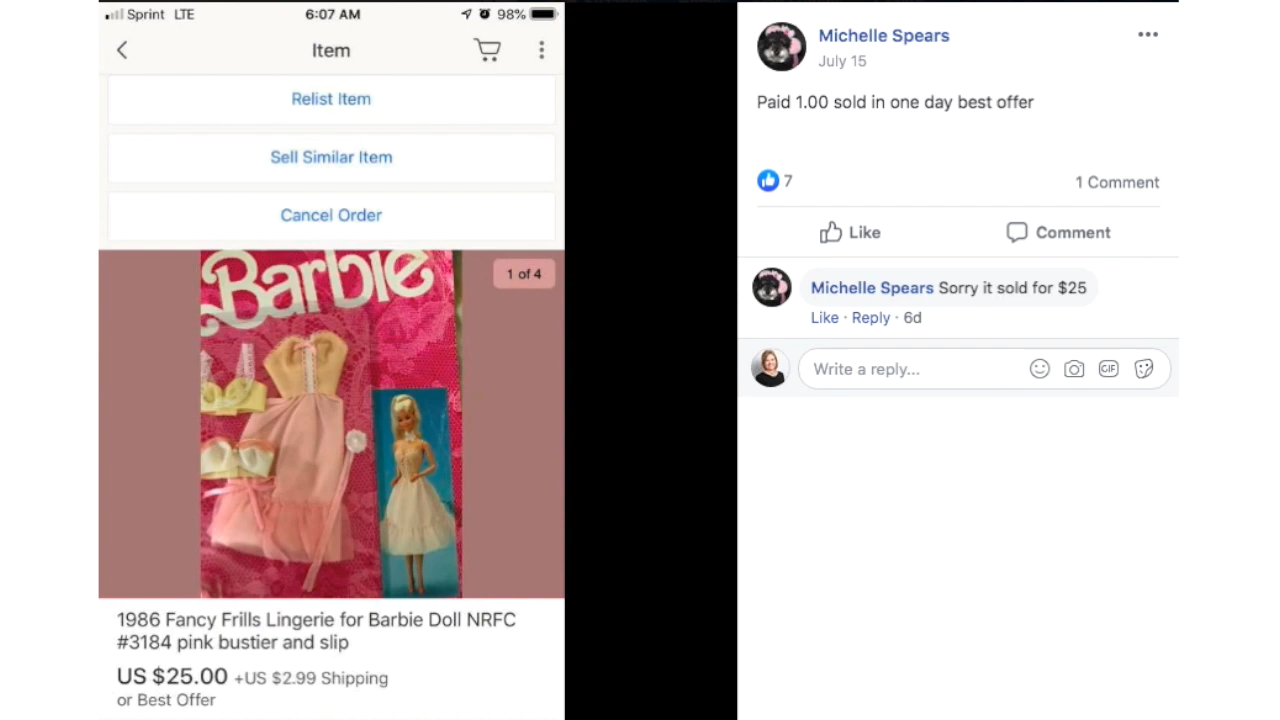 Sprint LTE 6:07 AM 98%
Item
Relist Item
Sell Similar Item
Cancel Order
Barbie
1 of 4
1986 Fancy Frills Lingerie for Barbie Doll NRFC
#3184 pink bustier and slip
US $25.00 +US $2.99 Shipping
or Best Offer
Michelle Spears
July 15
Paid 1.00 sold in one day best offer
7 1 Comment
Like Comment
Michelle Spears Sorry it sold for $25
Like · Reply · 6d
Write a reply... GIF